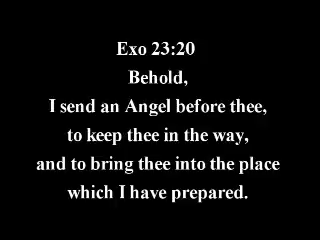 Exo 23:20
Behold,
I send an Angel before thee,
to keep thee in the way,
and to bring thee into the place
which I have prepared.